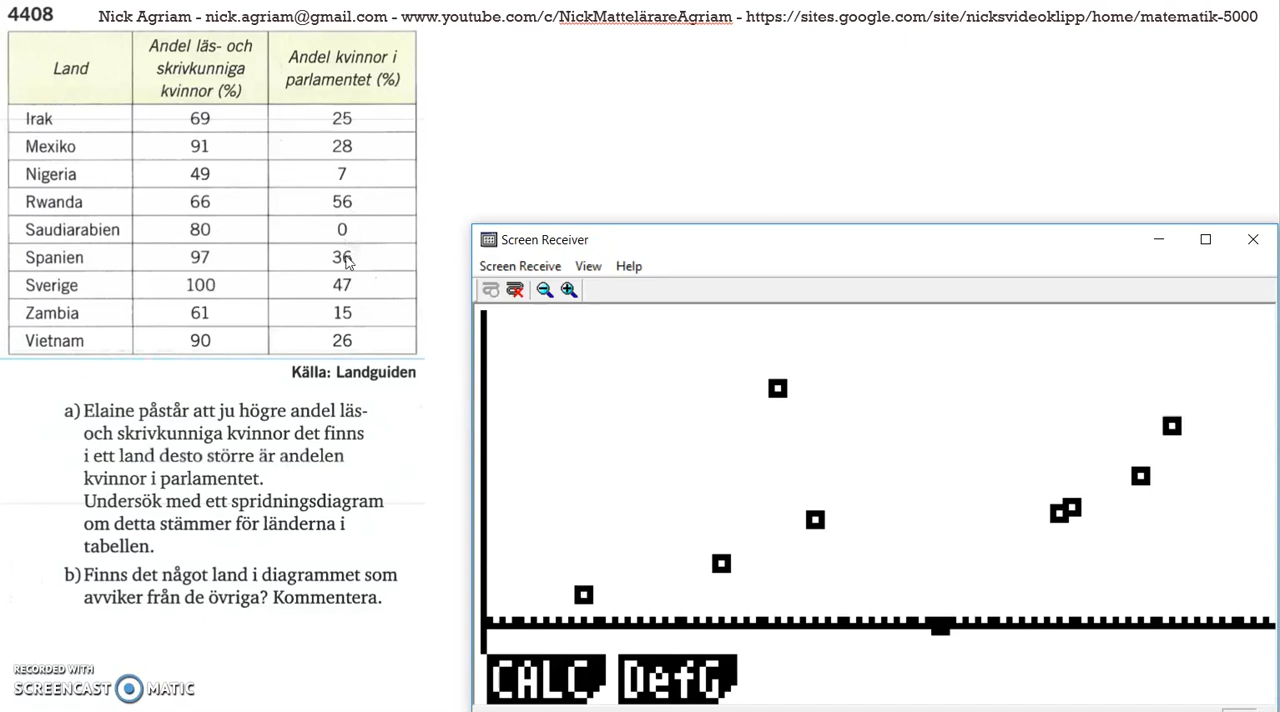 4408
Nick Agriam - nick.agriam@gmail.com - www.youtube.com/c/NickMattelärareAgriam - https://sites.google.com/site/nicksvideoklipp/home/matematik-5000
Land Andel läs- och skrivkunniga kvinnor (%) Andel kvinnor i parlamentet (%)
Irak 69 25
Mexiko 91 28
Nigeria 49 7
Rwanda 66 56
Saudiarabien 80 0
Spanien 97 36
Sverige 100 47
Zambia 61 15
Vietnam 90 26
Källa: Landguiden
a) Elaine påstår att ju högre andel läs-
och skrivkunniga kvinnor det finns
i ett land desto större är andelen
kvinnor i parlamentet.
Undersök med ett spridningsdiagram
om detta stämmer för länderna i
tabellen.
b) Finns det något land i diagrammet som
avviker från de övriga? Kommentera.
Screen Receiver
Screen Receive View Help
CALC DefG
RECORDED WITH
SCREENCAST MATIC